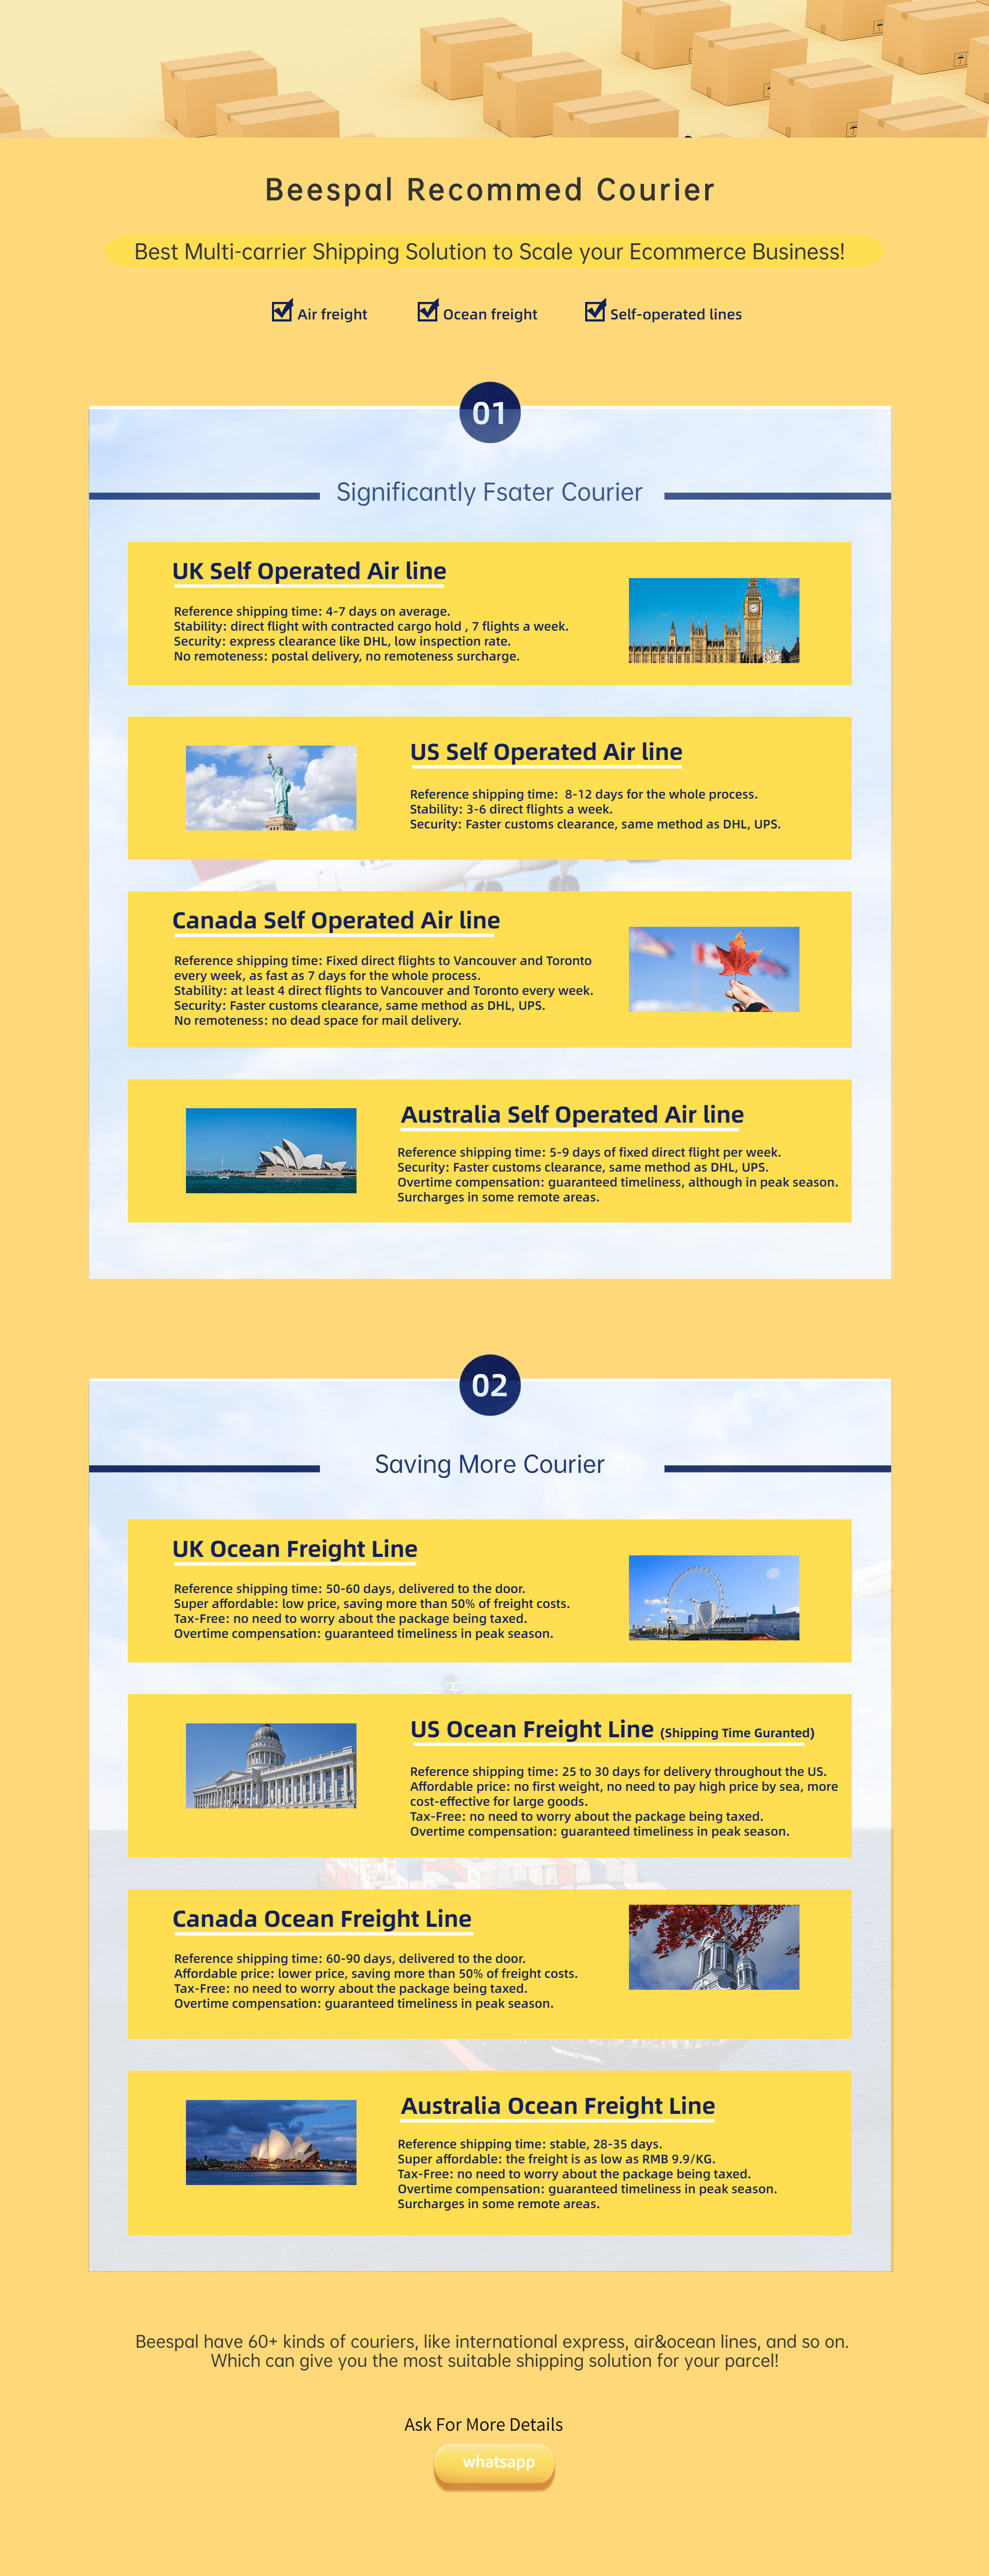 Beespal Recommed Courier
Best Multi-carrier Shipping Solution to Scale your Ecommerce Business!
Air freight
Ocean freight
Self-operated lines
01
Significantly Fsater Courier
UK Self Operated Air line
Reference shipping time: 4-7 days on average.
Stability: direct flight with contracted cargo hold , 7 flights a week.
Security: express clearance like DHL, low inspection rate.
No remoteness: postal delivery, no remoteness surcharge.
US Self Operated Air line
Reference shipping time:  8-12 days for the whole process.
Stability: 3-6 direct flights a week.
Security: Faster customs clearance, same method as DHL, UPS.
Canada Self Operated Air line
Reference shipping time: Fixed direct flights to Vancouver and Toronto
every week, as fast as 7 days for the whole process.
Stability: at least 4 direct flights to Vancouver and Toronto every week.
Security: Faster customs clearance, same method as DHL, UPS.
No remoteness: no dead space for mail delivery.
Australia Self Operated Air line
Reference shipping time: 5-9 days of fixed direct flight per week.
Security: Faster customs clearance, same method as DHL, UPS.
Overtime compensation: guaranteed timeliness, although in peak season.
Surcharges in some remote areas.
02
Saving More Courier
UK Ocean Freight Line
Reference shipping time: 50-60 days, delivered to the door.
Super affordable: low price, saving more than 50% of freight costs.
Tax-Free: no need to worry about the package being taxed.
Overtime compensation: guaranteed timeliness in peak season.
US Ocean Freight Line (Shipping Time Guranted)
Reference shipping time: 25 to 30 days for delivery throughout the US.
Affordable price: no first weight, no need to pay high price by sea, more
cost-effective for large goods.
Tax-Free: no need to worry about the package being taxed.
Overtime compensation: guaranteed timeliness in peak season.
Canada Ocean Freight Line
Reference shipping time: 60-90 days, delivered to the door.
Affordable price: lower price, saving more than 50% of freight costs.
Tax-Free: no need to worry about the package being taxed.
Overtime compensation: guaranteed timeliness in peak season.
Australia Ocean Freight Line
Reference shipping time: stable, 28-35 days.
Super affordable: the freight is as low as RMB 9.9/KG.
Tax-Free: no need to worry about the package being taxed.
Overtime compensation: guaranteed timeliness in peak season.
Surcharges in some remote areas.
Beespal have 60+ kinds of couriers, like international express, air&ocean lines, and so on.
Which can give you the most suitable shipping solution for your parcel!
Ask For More Details
whatsapp